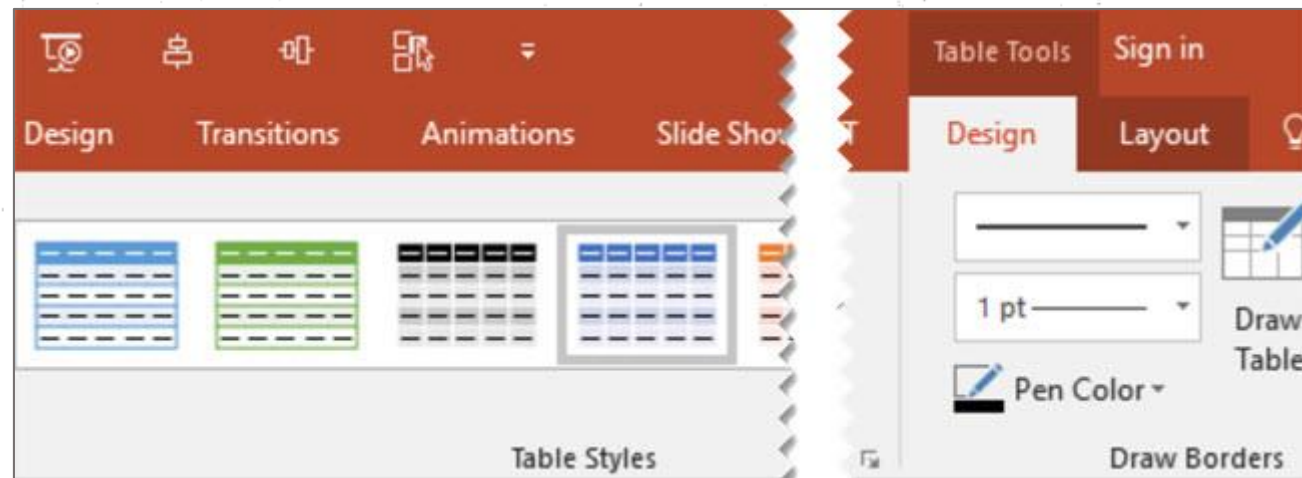 Table Tools Sign in
Design Transitions Animations Slide Show T Design Layout
1 pt
Draw
Table
Pen Color
Table Styles Draw Borders